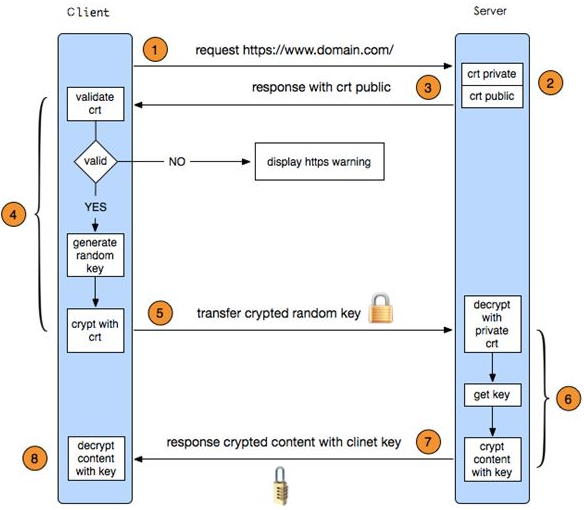 Client
Server
1
request https://www.domain.com/
crt private
2
response with crt public
3
crt public
validate
crt
valid
NO
display https warning
4
YES
generate
random
key
5
transfer crypted random key
decrypt
with
private
crt
crypt with
crt
get key
6
7
response crypted content with clinet key
8
decrypt
content
with key
crypt
content
with key